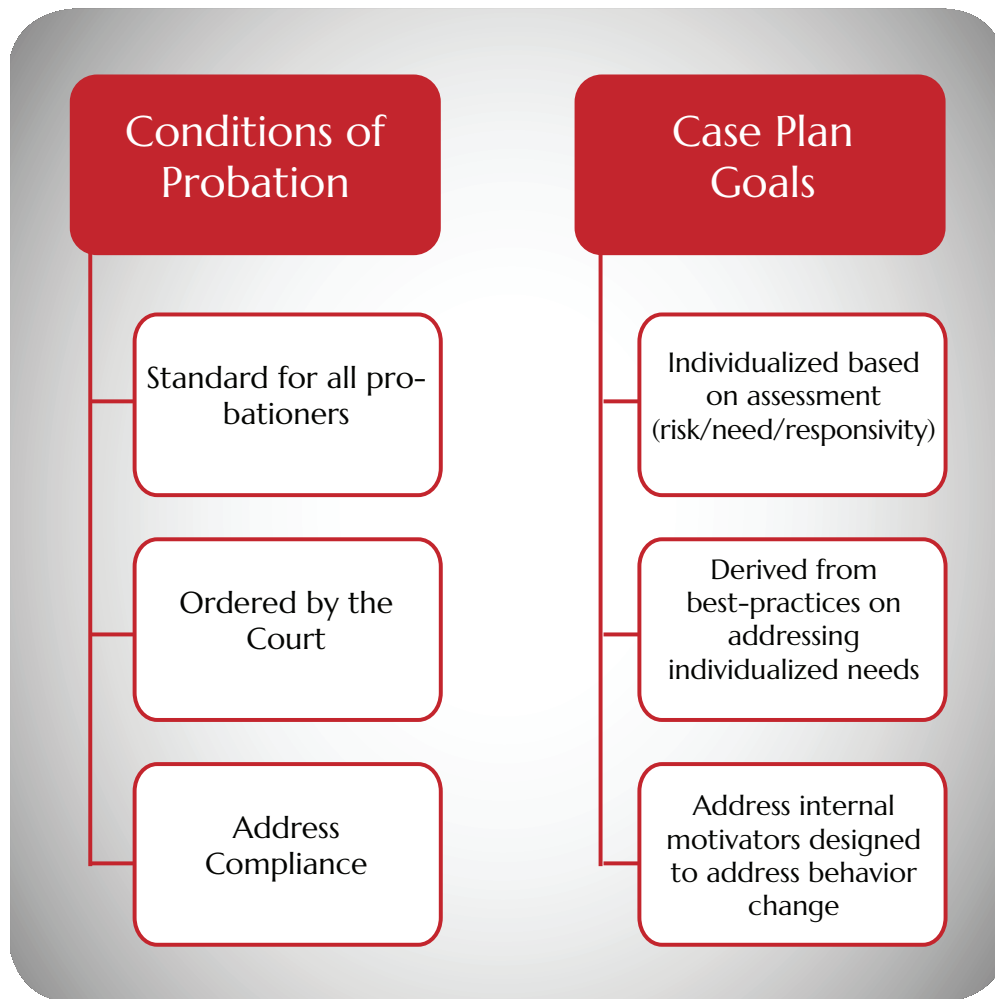 Conditions of
Probation
Standard for all pro-
bationers
Ordered by the
Court
Address
Compliance
Case Plan
Goals
Individualized based
on assessment
(risk/need/responsivity)
Derived from
best-practices on
addressing
individualized needs
Address internal
motivators designed
to address behavior
change